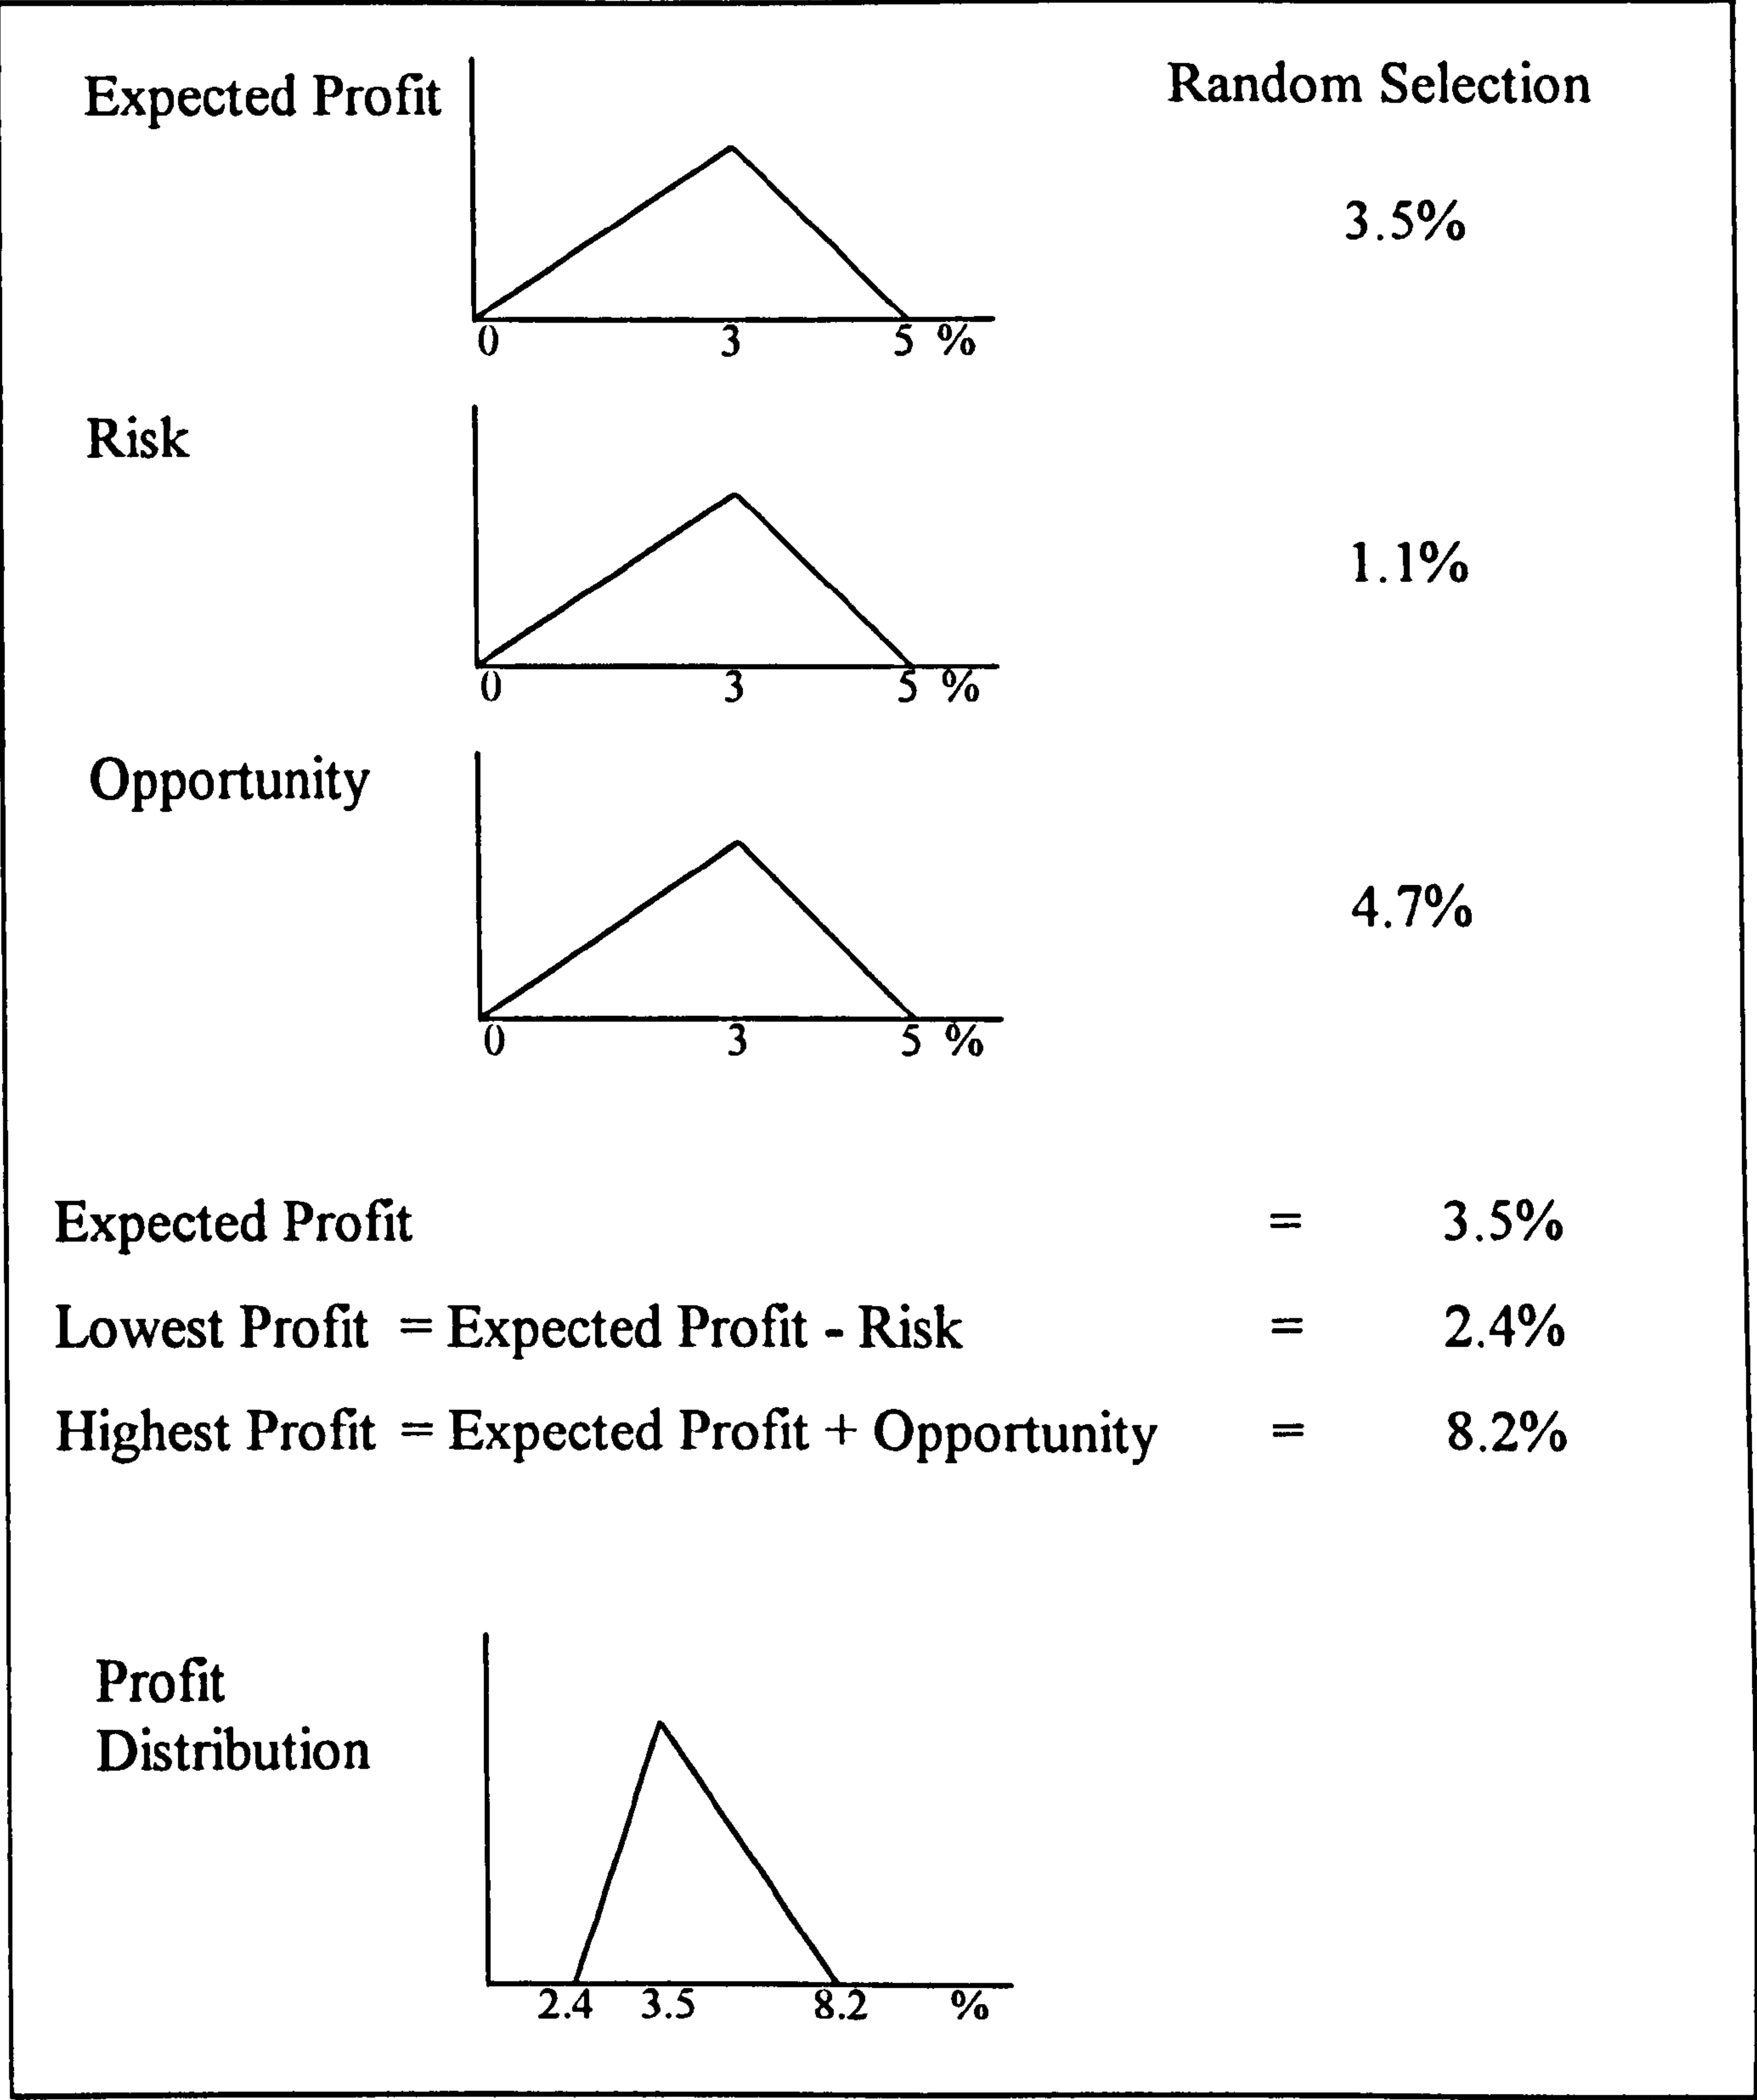 Expected Profit
Random Selection
3.5%
0 3 5 %
Risk
1.1%
0 3 5 %
Opportunity
4.7%
0 3 5 %
Expected Profit = 3.5%
Lowest Profit = Expected Profit - Risk = 2.4%
Highest Profit = Expected Profit + Opportunity = 8.2%
Profit
Distribution
2.4 3.5 8.2 %